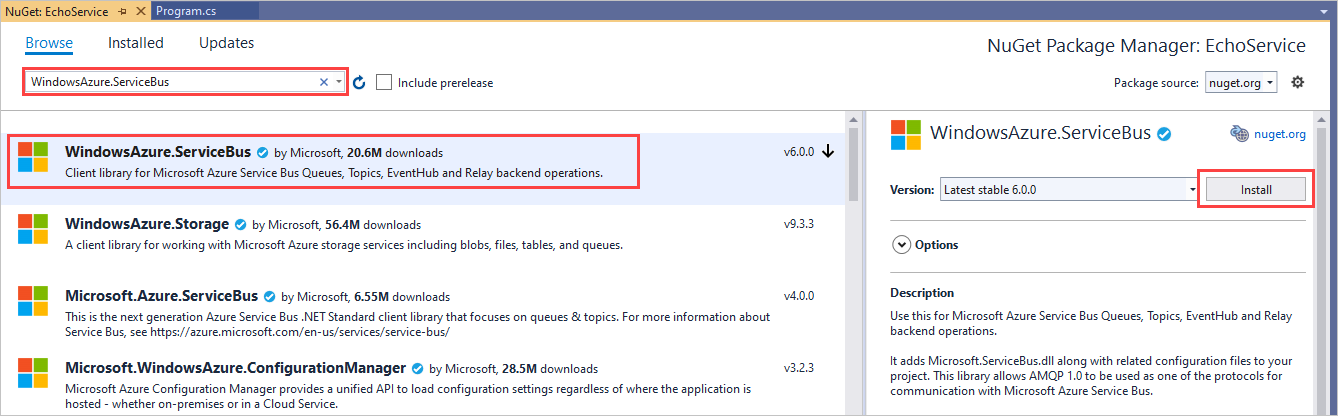 NuGet: EchoService
Program.cs
Browse Installed Updates
NuGet Package Manager: EchoService
WindowsAzure.ServiceBus
Include prerelease
Package source: nuget.org
WindowsAzure.ServiceBus by Microsoft, 20.6M downloads v6.0.0
Client library for Microsoft Azure Service Bus Queues, Topics, EventHub and Relay backend operations.
WindowsAzure.Storage by Microsoft, 56.4M downloads v9.3.3
A client library for working with Microsoft Azure storage services including blobs, files, tables, and queues.
Microsoft.Azure.ServiceBus by Microsoft, 6.55M downloads v4.0.0
This is the next generation Azure Service Bus .NET Standard client library that focuses on queues & topics. For more information about
Service Bus, see https://azure.microsoft.com/en-us/services/service-bus/
Microsoft.WindowsAzure.ConfigurationManager by Microsoft, 28.5M downloads v3.2.3
Microsoft Azure Configuration Manager provides a unified API to load configuration settings regardless of where the application is
hosted - whether on-premises or in a Cloud Service.
WindowsAzure.ServiceBus nuget.org
Version: Latest stable 6.0.0 Install
Options
Description
Use this for Microsoft Azure Service Bus Queues, Topics, EventHub and Relay
backend operations.
It adds Microsoft.ServiceBus.dll along with related configuration files to your
project. This library allows AMQP 1.0 to be used as one of the protocols for
communication with Microsoft Azure Service Bus.